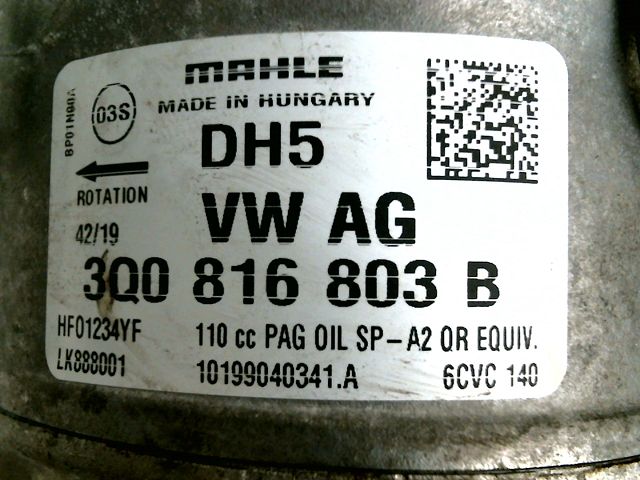 MAHLE
MADE IN HUNGARY
BP01N00A
03S
DH5
ROTATION
VW AG
42/19
3Q0 816 803 B
HFO1234YF
110 cc PAG OIL SP-A2 OR EQUIV.
LK888001
10199040341.A
6CVC 140